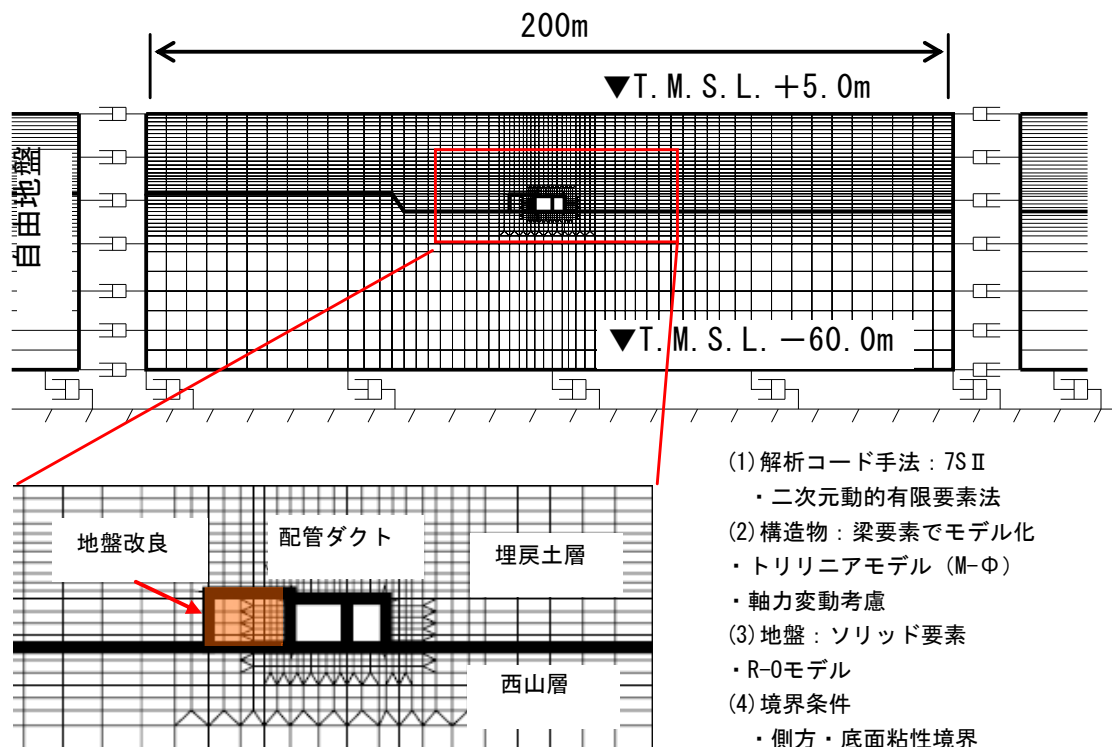 200m
▼T.M.S.L.+5.0m
自由地盤
▼T.M.S.L.-60.0m
地盤改良
配管ダクト
埋戻土層
西山層
(1)解析コード手法:7SⅡ
・二次元動的有限要素法
(2)構造物:梁要素でモデル化
・トリリニアモデル(M-Φ)
・軸力変動考慮
(3)地盤:ソリッド要素
・R-Oモデル
(4)境界条件
・側方・底面粘性境界